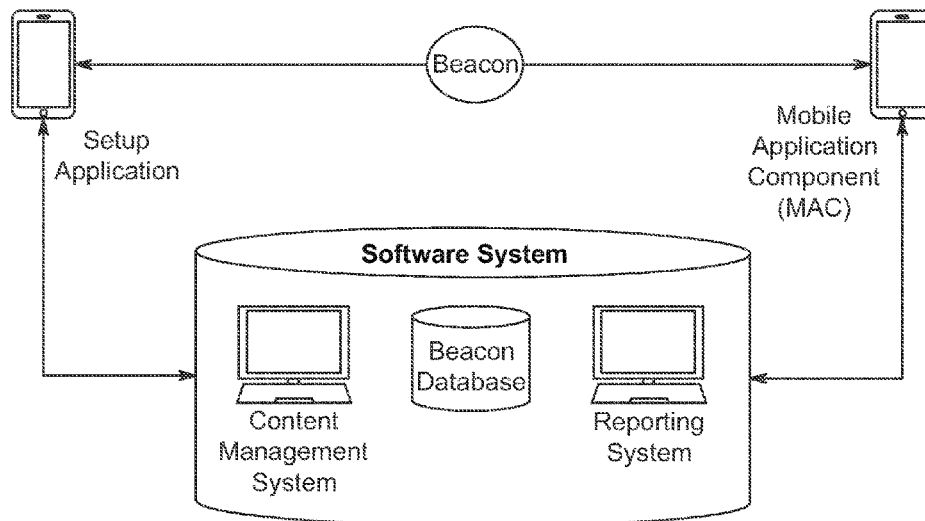 Beacon
Setup
Application
Mobile
Application
Component
(MAC)
Software System
Beacon
Database
Content
Management
System
Reporting
System